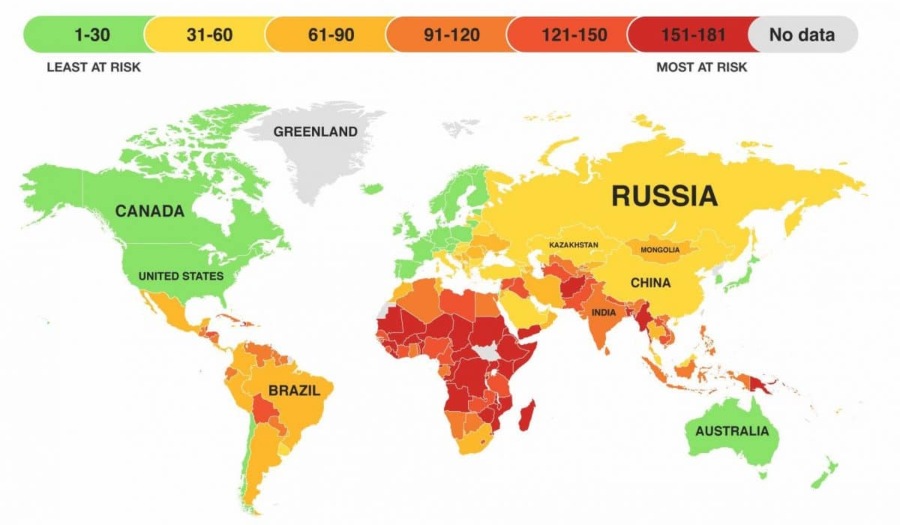 1-30
31-60
61-90
91-120
121-150
151-181
No data
LEAST AT RISK
MOST AT RISK
GREENLAND
CANADA
RUSSIA
KAZAKHSTAN
MONGOLIA
UNITED STATES
CHINA
INDIA
BRAZIL
AUSTRALIA